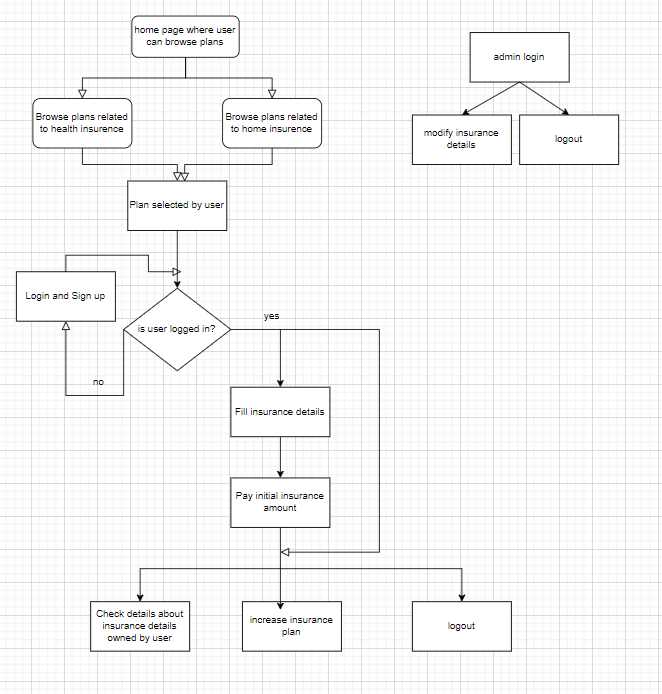 home page where user
can browse plans
admin login
Browse plans related
to health insurence
Browse plans related
to home insurence
modify insurance
details
logout
Plan selected by user
Login and Sign up
is user logged in?
yes
no
Fill insurance details
Pay initial insurance
amount
Check details about
insurance details
owned by user
increase insurance
plan
logout